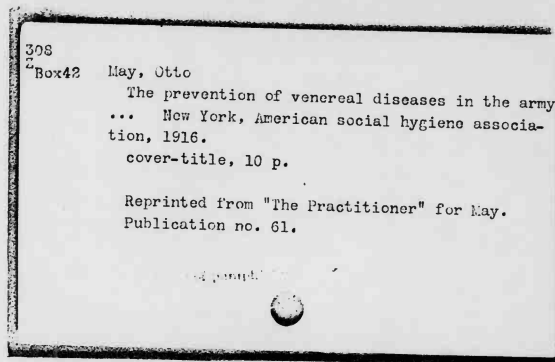 308
Z
Box42 May, Otto
The prevention of venereal diseases in the army
... New York, American social hygiene associa-
tion, 1916.
cover-title, 10 p.
Reprinted from "The Practitioner" for May.
Publication no. 61.